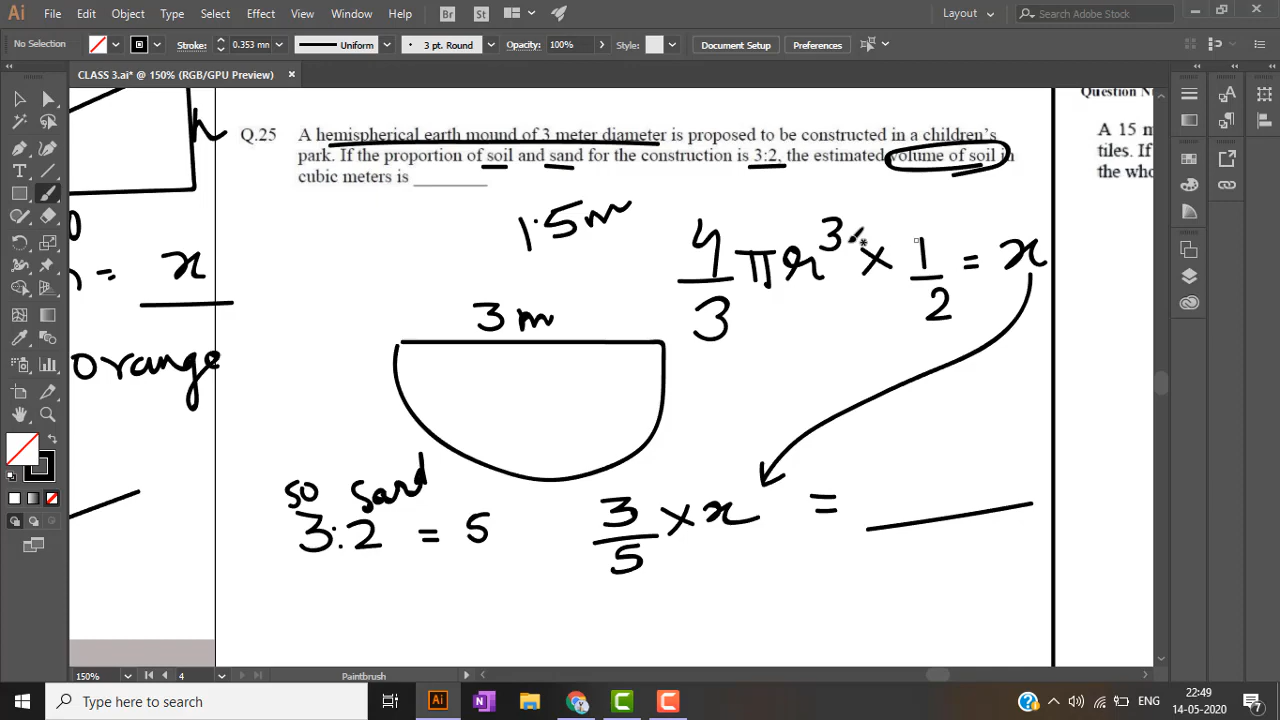 Ai File Edit Object Type Select Effect View Window Help Br St Layout Search Adobe Stock
No Selection Stroke: 0.353 mm Uniform 3 pt. Round Opacity: 100% Style: Document Setup Preferences
CLASS 3.ai* @ 150% (RGB/GPU Preview)
Q.25 A hemispherical earth mound of 3 meter diameter is proposed to be constructed in a children's
park. If the proportion of soil and sand for the construction is 3:2, the estimated volume of soil in
cubic meters is ________
A 15 m
tiles. If
the who
h
1.5m
4/3 πr³ × 1/2 = x
= x
3 m
orange
so sand
3:2 = 5
3/5 × x = ____
150% 4 Paintbrush
Type here to search Ai ENG 22:49
14-05-2020 7